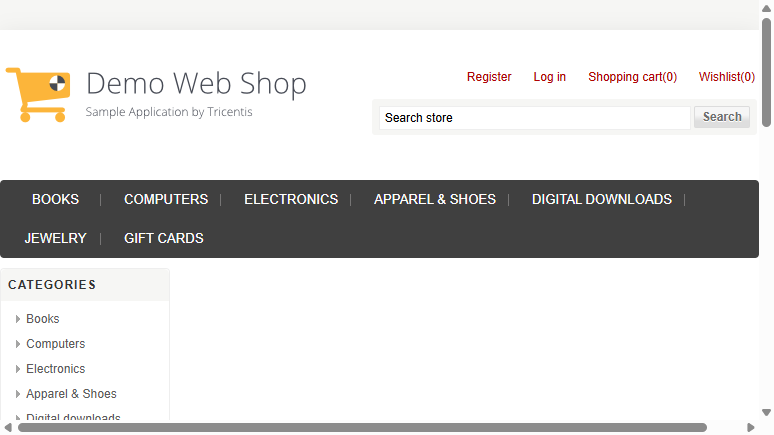 Demo Web Shop
Sample Application by Tricentis
Register Log in Shopping cart(0) Wishlist(0)
Search store Search
BOOKS COMPUTERS ELECTRONICS APPAREL & SHOES DIGITAL DOWNLOADS
JEWELRY GIFT CARDS
CATEGORIES
Books
Computers
Electronics
Apparel & Shoes
Digital downloads